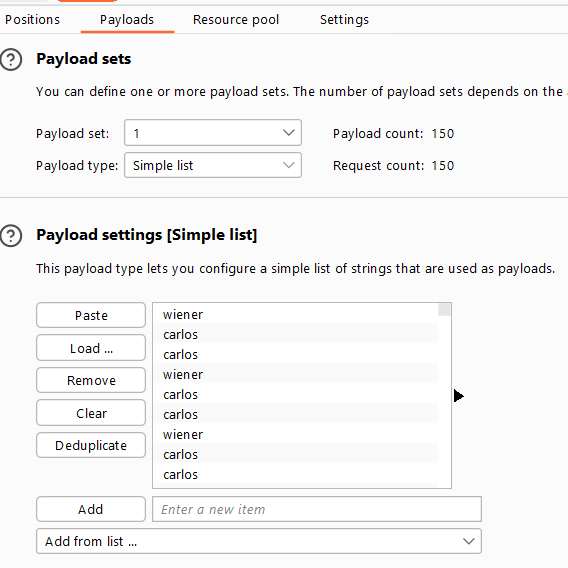 Positions Payloads Resource pool Settings
? Payload sets
You can define one or more payload sets. The number of payload sets depends on the
Payload set: 1 Payload count: 150
Payload type: Simple list Request count: 150
? Payload settings [Simple list]
This payload type lets you configure a simple list of strings that are used as payloads.
Paste
Load ...
Remove
Clear
Deduplicate
wiener
carlos
carlos
wiener
carlos
carlos
wiener
carlos
carlos
Add Enter a new item
Add from list ...